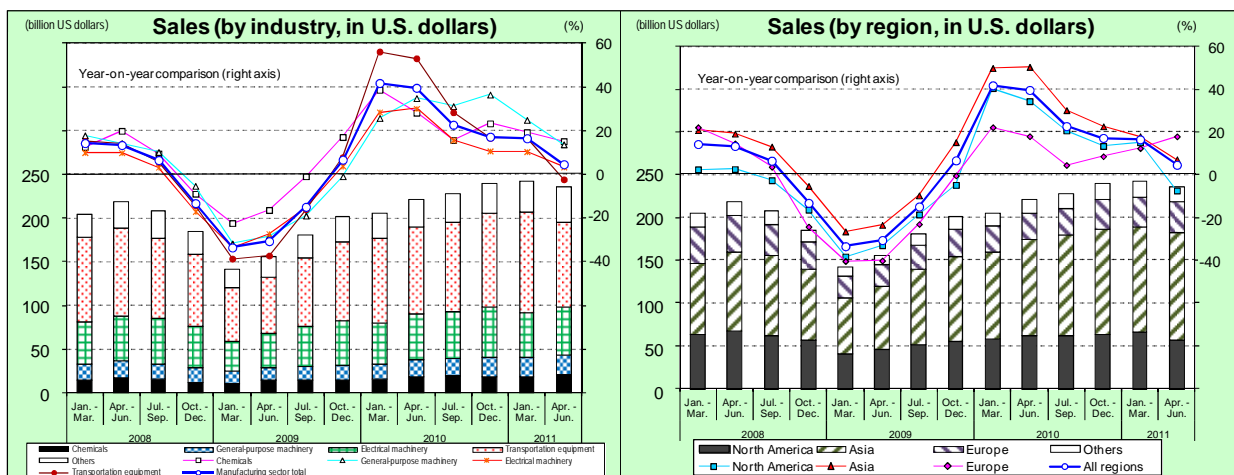 (billion US dollars) Sales (by industry, in U.S. dollars) (%)
Year-on-year comparison (right axis)
60
40
20
0
-20
-40
250
200
150
100
50
0
Jan. - Mar. Apr. - Jun. Jul. - Sep. Oct. - Dec. Jan. - Mar. Apr. - Jun. Jul. - Sep. Oct. - Dec. Jan. - Mar. Apr. - Jun. Jul. - Sep. Oct. - Dec. Jan. - Mar. Apr. - Jun.
2008 2009 2010 2011
Chemicals General-purpose machinery Electrical machinery Transportation equipment
Others Chemicals General-purpose machinery Electrical machinery
Transportation equipment Manufacturing sector total
(billion US dollars) Sales (by region, in U.S. dollars) (%)
Year-on-year comparison (right axis)
60
40
20
0
-20
-40
250
200
150
100
50
0
Jan. - Mar. Apr. - Jun. Jul. - Sep. Oct. - Dec. Jan. - Mar. Apr. - Jun. Jul. - Sep. Oct. - Dec. Jan. - Mar. Apr. - Jun. Jul. - Sep. Oct. - Dec. Jan. - Mar. Apr. - Jun.
2008 2009 2010 2011
North America Asia Europe Others
North America Asia Europe All regions